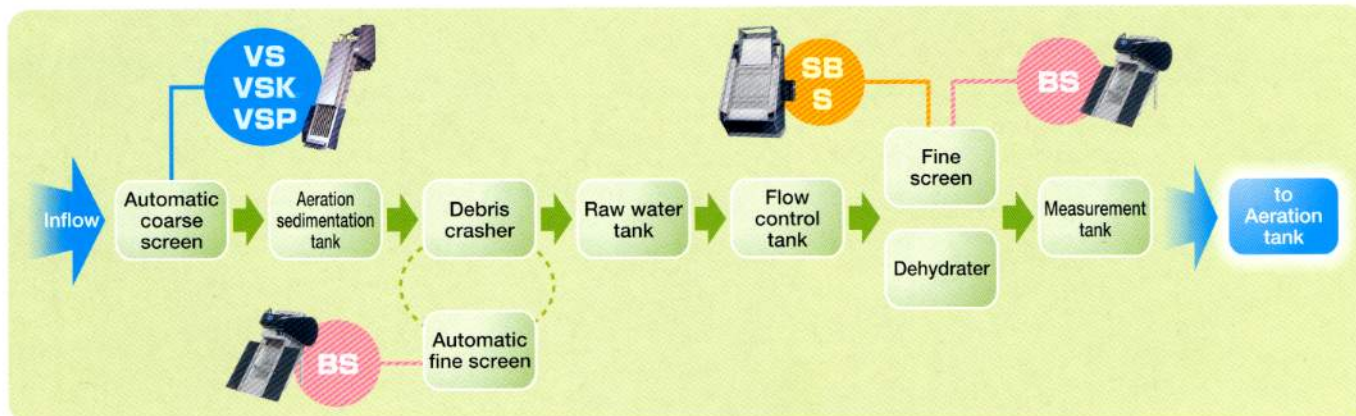 VS
VSK
VSP
SB
S
BS
Inflow
Automatic
coarse
screen
Aeration
sedimentation
tank
Debris
crasher
Raw water
tank
Flow
control
tank
Fine
screen
Dehydrater
Measurement
tank
to
Aeration
tank
BS
Automatic
fine screen